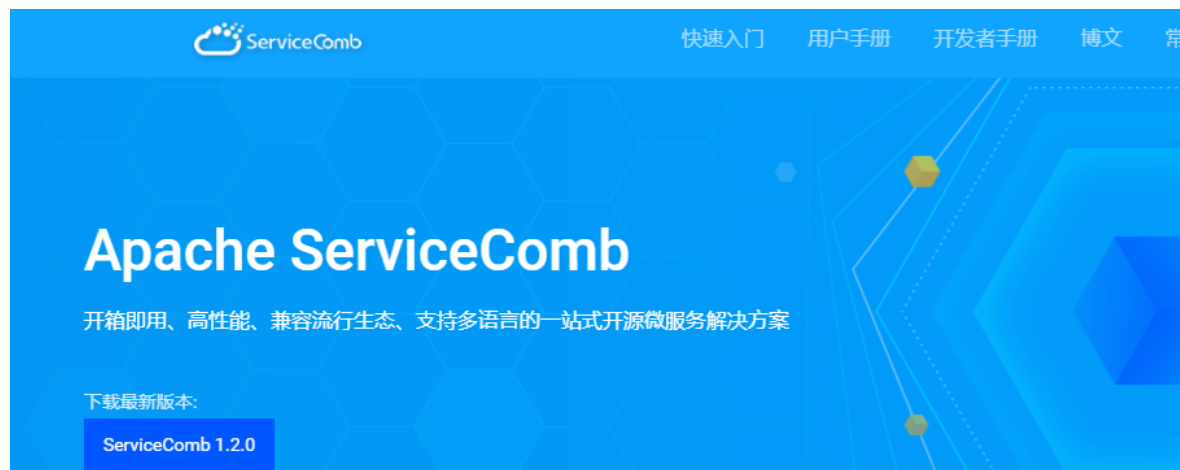 ServiceComb
快速入门 用户手册 开发者手册 博文 常
Apache ServiceComb
开箱即用、高性能、兼容流行生态、支持多语言的一站式开源微服务解决方案
下载最新版本:
ServiceComb 1.2.0